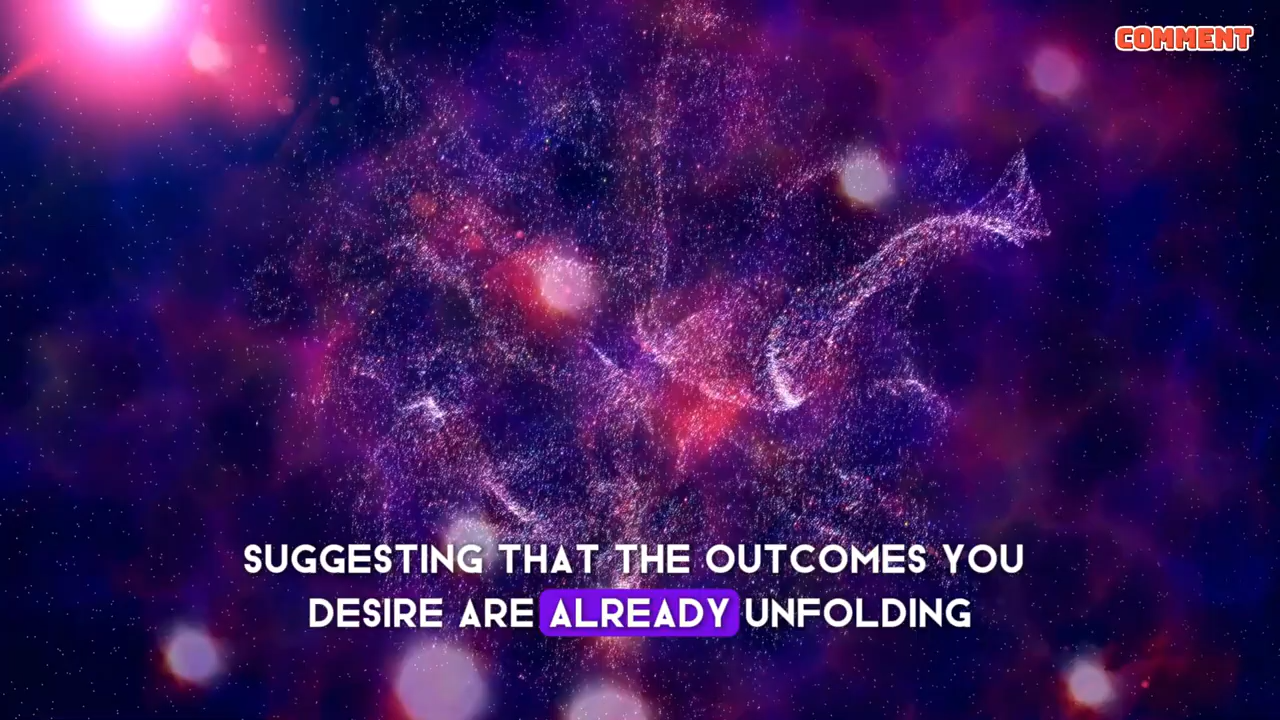 COMMENT
SUGGESTING THAT THE OUTCOMES YOU
DESIRE ARE ALREADY UNFOLDING